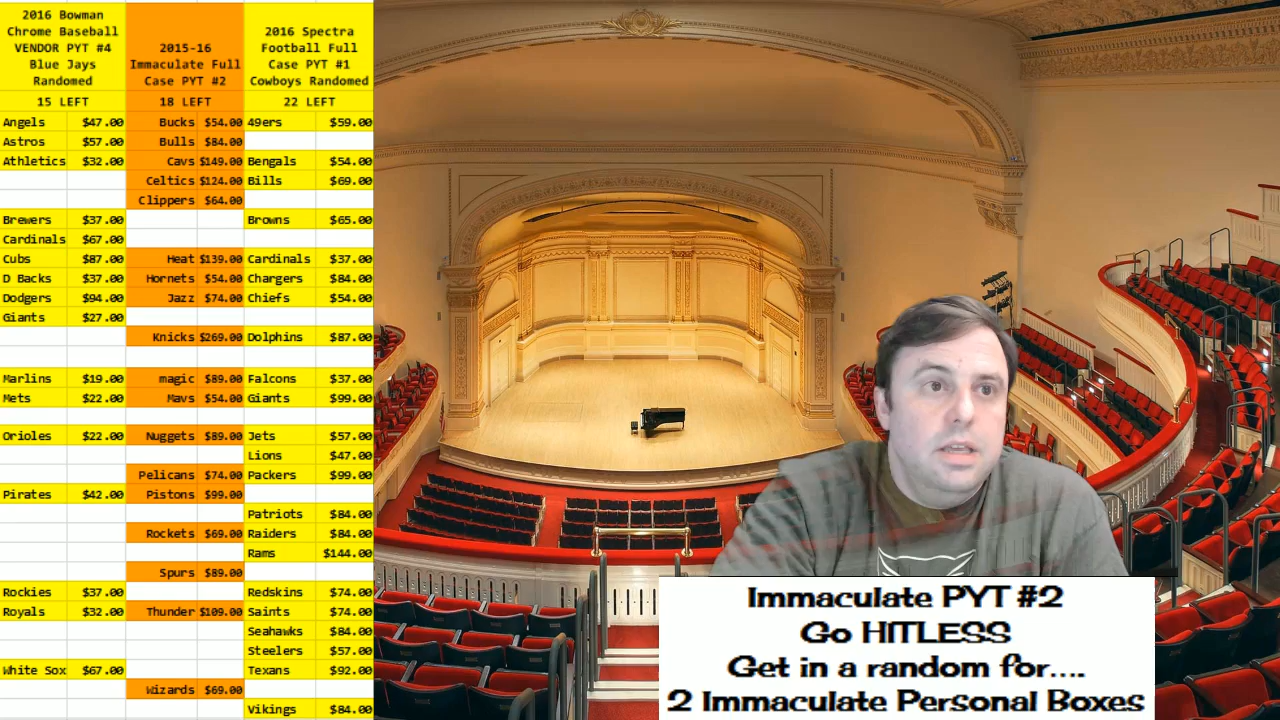 2016 Bowman
Chrome Baseball
VENDOR PYT #4
Blue Jays
Randomed
15 LEFT
Angels $47.00
Astros $57.00
Athletics $32.00
Brewers $37.00
Cardinals $67.00
Cubs $87.00
D Backs $37.00
Dodgers $94.00
Giants $27.00
Marlins $19.00
Mets $22.00
Orioles $22.00
Pirates $42.00
Rockies $37.00
Royals $32.00
White Sox $67.00
2015-16
Immaculate Full
Case PYT #2
18 LEFT
Bucks $54.00
Bulls $84.00
Cavs $149.00
Celtics $124.00
Clippers $64.00
Heat $139.00
Hornets $54.00
Jazz $74.00
Knicks $269.00
magic $89.00
Mavs $54.00
Nuggets $89.00
Pelicans $74.00
Pistons $99.00
Rockets $69.00
Spurs $89.00
Thunder $109.00
Wizards $69.00
2016 Spectra
Football Full
Case PYT #1
Cowboys Randomed
22 LEFT
49ers $59.00
Bengals $54.00
Bills $69.00
Browns $65.00
Cardinals $37.00
Chargers $84.00
Chiefs $54.00
Dolphins $87.00
Falcons $37.00
Giants $99.00
Jets $57.00
Lions $47.00
Packers $99.00
Patriots $84.00
Raiders $84.00
Rams $144.00
Redskins $74.00
Saints $74.00
Seahawks $84.00
Steelers $57.00
Texans $92.00
Vikings $84.00
Immaculate PYT #2
Go HITLESS
Get in a random for....
2 Immaculate Personal Boxes